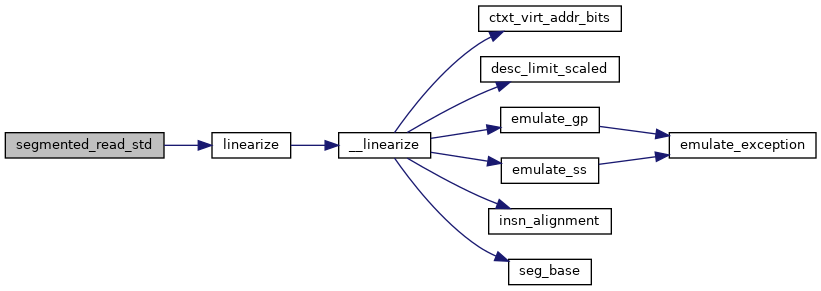 ctxt_virt_addr_bits
desc_limit_scaled
emulate_gp
segmented_read_std
linearize
__linearize
emulate_exception
emulate_ss
insn_alignment
seg_base